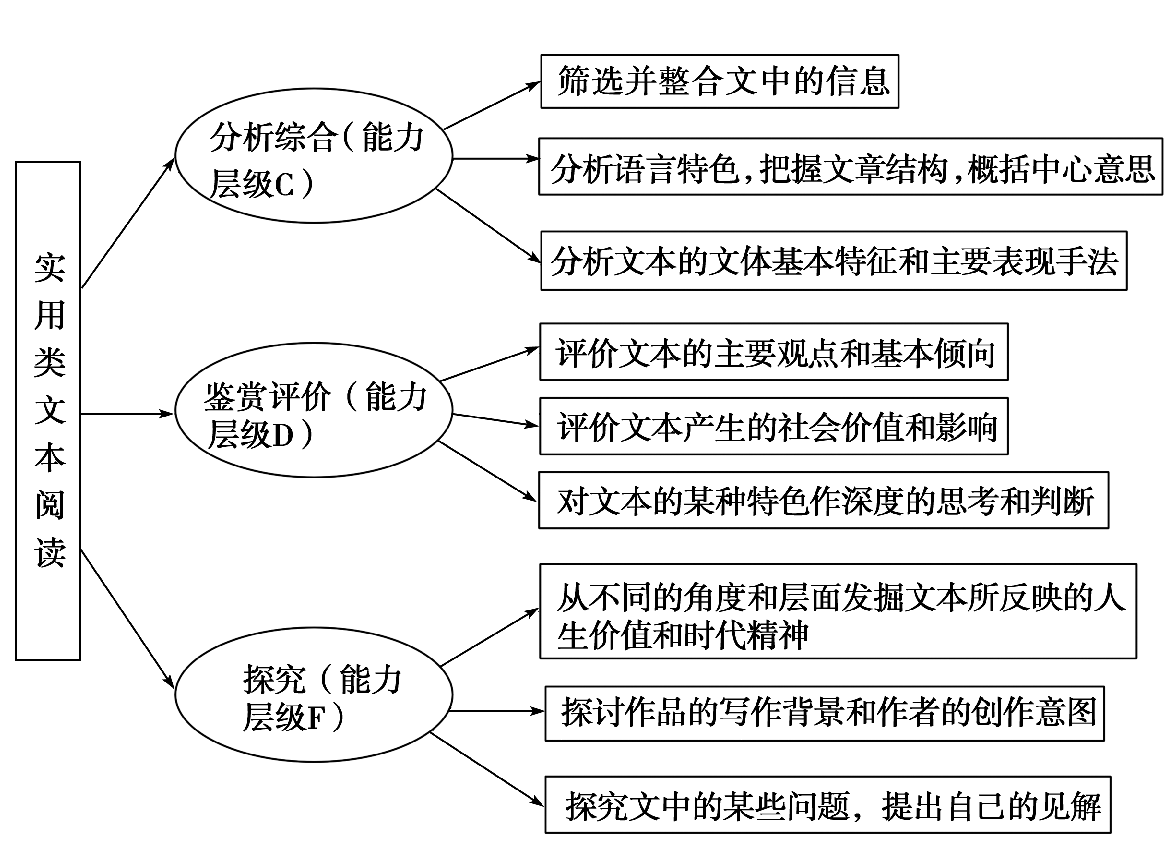 实用类文本阅读
分析综合（能力
层级C）
筛选并整合文中的信息
分析语言特色，把握文章结构，概括中心意思
分析文本的文体基本特征和主要表现手法
鉴赏评价（能力
层级D）
评价文本的主要观点和基本倾向
评价文本产生的社会价值和影响
对文本的某种特色作深度的思考和判断
探究（能力
层级F）
从不同的角度和层面发掘文本所反映的人
生价值和时代精神
探讨作品的写作背景和作者的创作意图
探究文中的某些问题，提出自己的见解